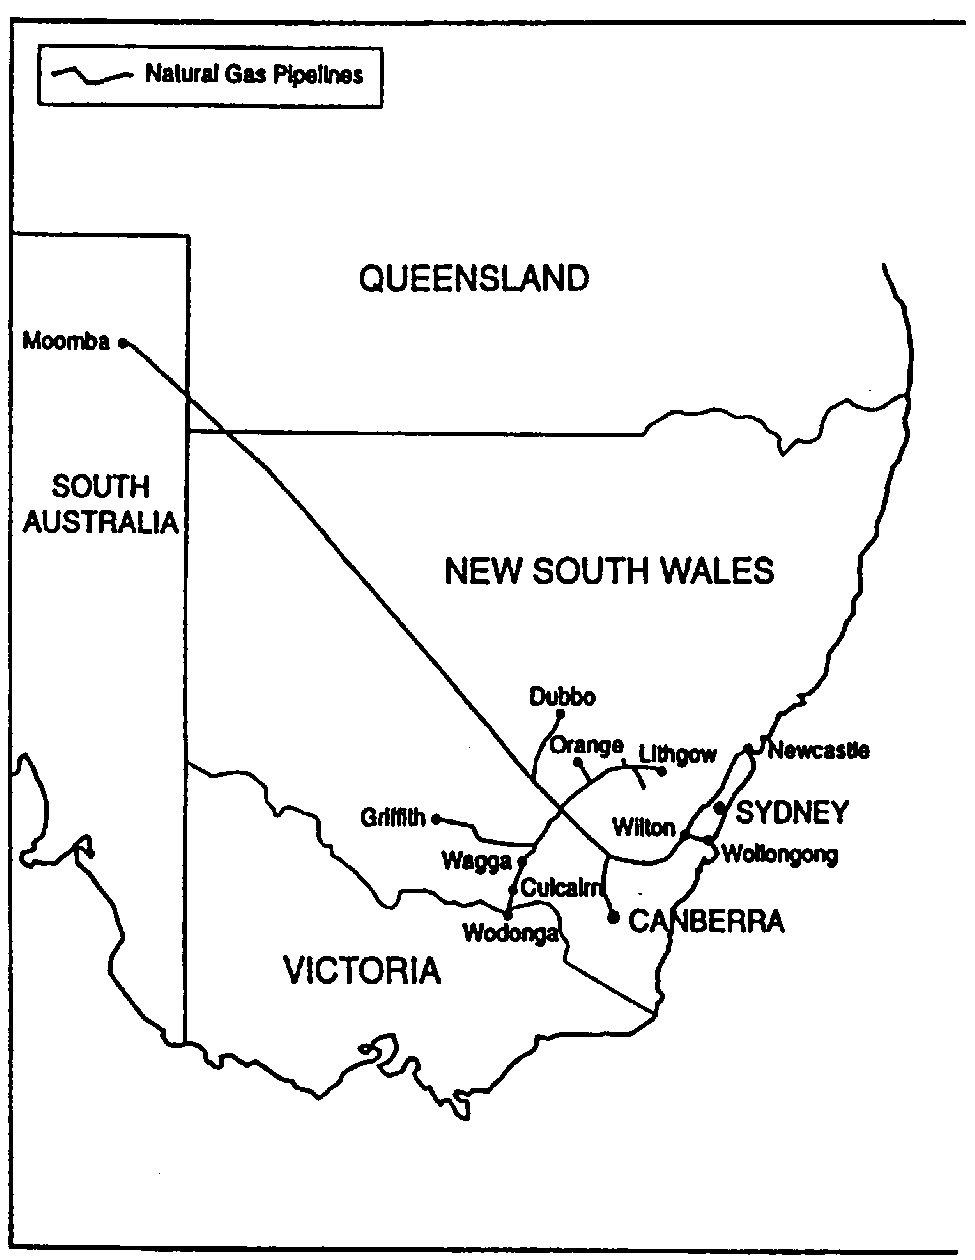 Natural Gas Pipelines
QUEENSLAND
Moomba
SOUTH
AUSTRALIA
NEW SOUTH WALES
Dubbo
Orange
Lithgow
Newcastle
SYDNEY
Griffith
Wilton
Wollongong
Wagga
Culcairn
CANBERRA
Wodonga
VICTORIA